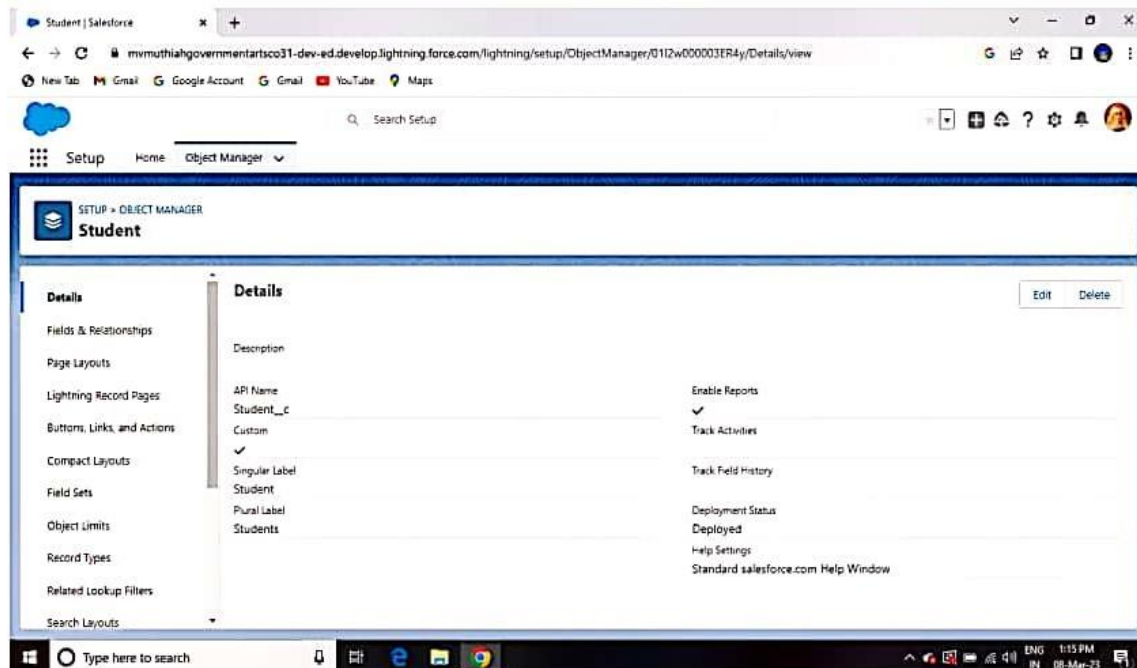 Student | Salesforce
mvmuthiahgovernmentartsco31-dev-ed.develop.lightning.force.com/lightning/setup/ObjectManager/01I2w000003ER4y/Details/view
New Tab Gmail Google Account Gmail YouTube Maps
Search Setup
Setup Home Object Manager
SETUP > OBJECT MANAGER
Student
Details
Fields & Relationships
Page Layouts
Lightning Record Pages
Buttons, Links, and Actions
Compact Layouts
Field Sets
Object Limits
Record Types
Related Lookup Filters
Search Layouts
Details
Edit Delete
Description
API Name
Student__c
Custom
Singular Label
Student
Plural Label
Students
Enable Reports
Track Activities
Track Field History
Deployment Status
Deployed
Help Settings
Standard salesforce.com Help Window
Type here to search
ENG 1:15 PM
IN 08-Mar-23